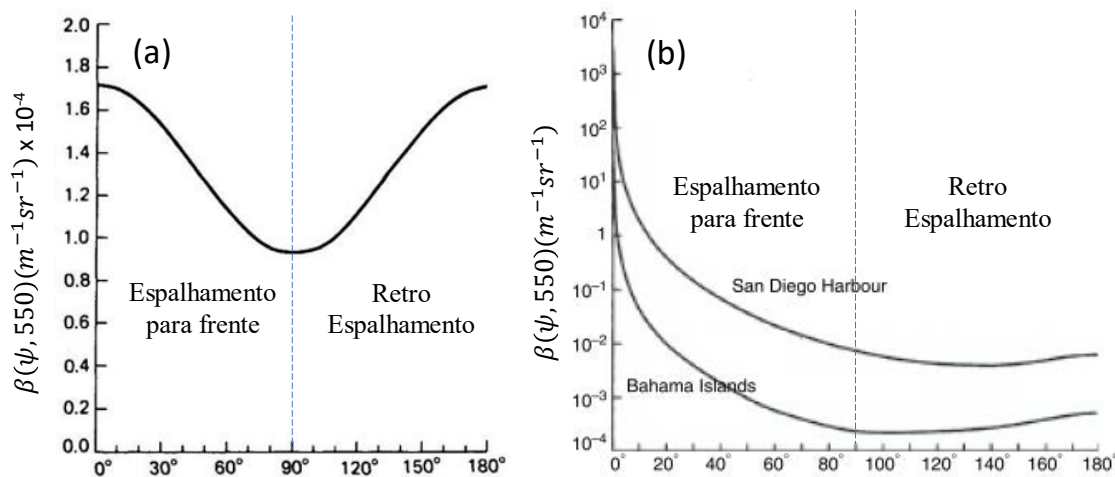 (a)
β(ψ, 550)(m⁻¹sr⁻¹) x 10⁻⁴
2.0
1.8
1.6
1.4
1.2
1.0
0.8
0.6
0.4
0.2
0.0
Espalhamento
para frente
Retro
Espalhamento
0° 30° 60° 90° 120° 150° 180°
(b)
β(ψ, 550)(m⁻¹sr⁻¹)
10⁴
10³
10²
10¹
1
10⁻¹
10⁻²
10⁻³
10⁻⁴
Espalhamento
para frente
Retro
Espalhamento
San Diego Harbour
Bahama Islands
0° 20° 40° 60° 80° 100° 120° 140° 160° 180°